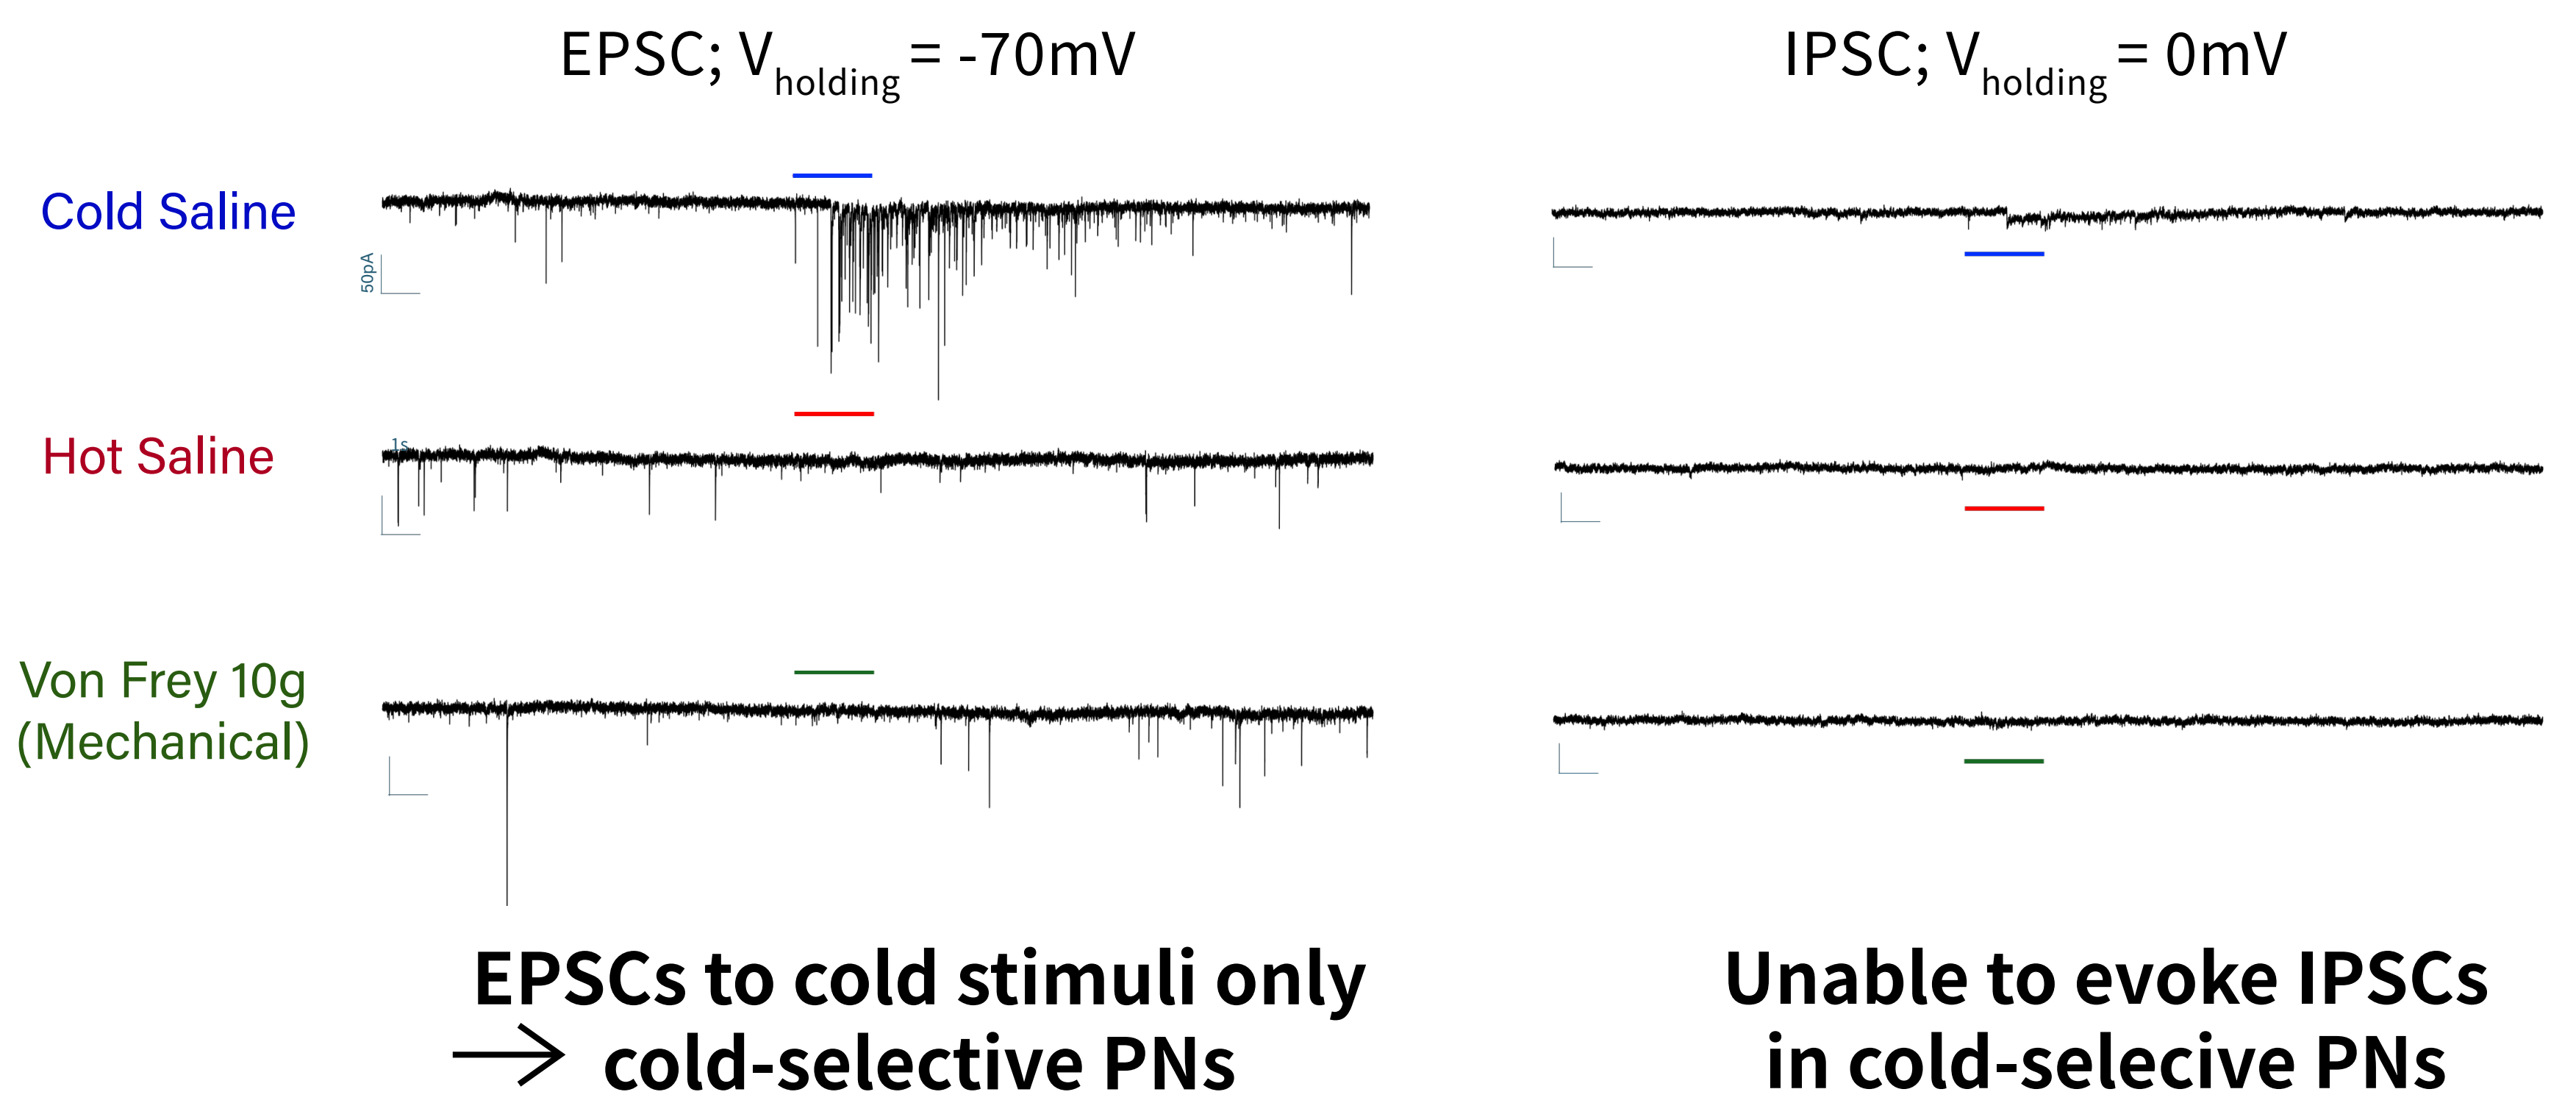 EPSC; Vholding = -70mV
IPSC; Vholding = 0mV
Cold Saline
50pA
Hot Saline
1s
Von Frey 10g
(Mechanical)
EPSCs to cold stimuli only
→ cold-selective PNs
Unable to evoke IPSCs
in cold-selecive PNs